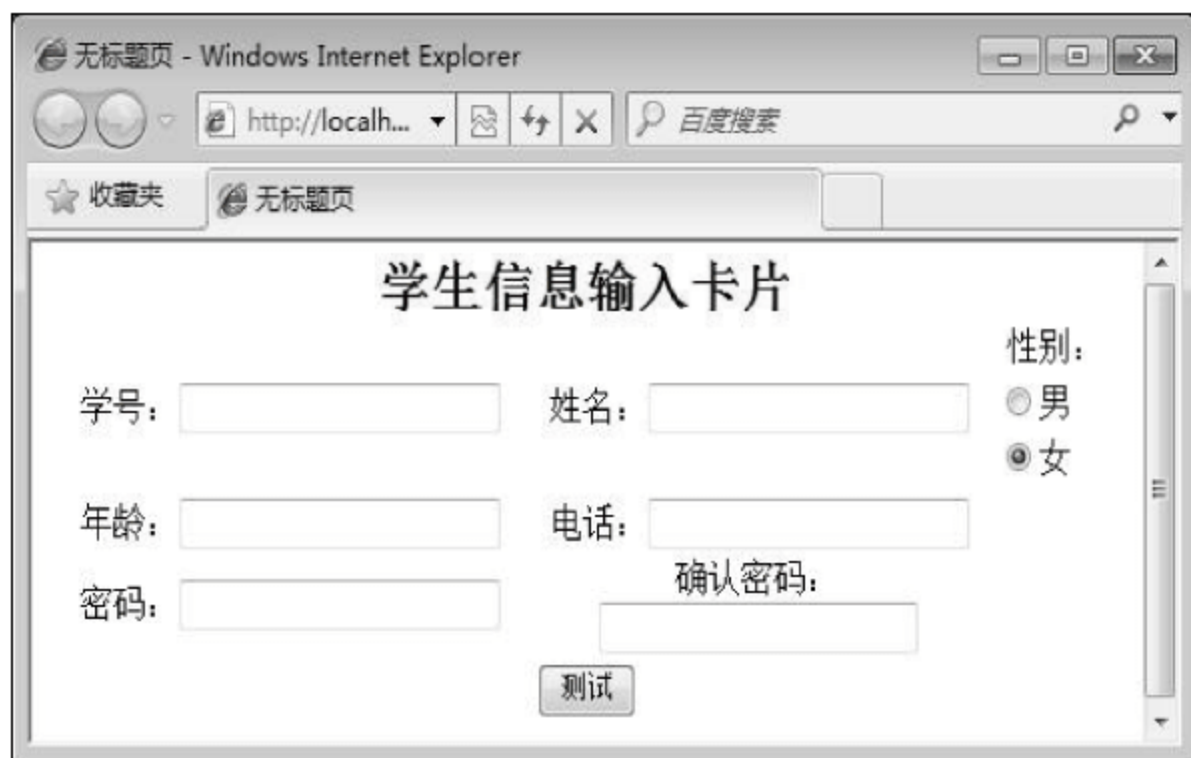 无标题页 - Windows Internet Explorer
http://localh...
百度搜索
收藏夹
无标题页
学生信息输入卡片
性别：
学号：
姓名：
男
女
年龄：
电话：
确认密码：
密码：
测试